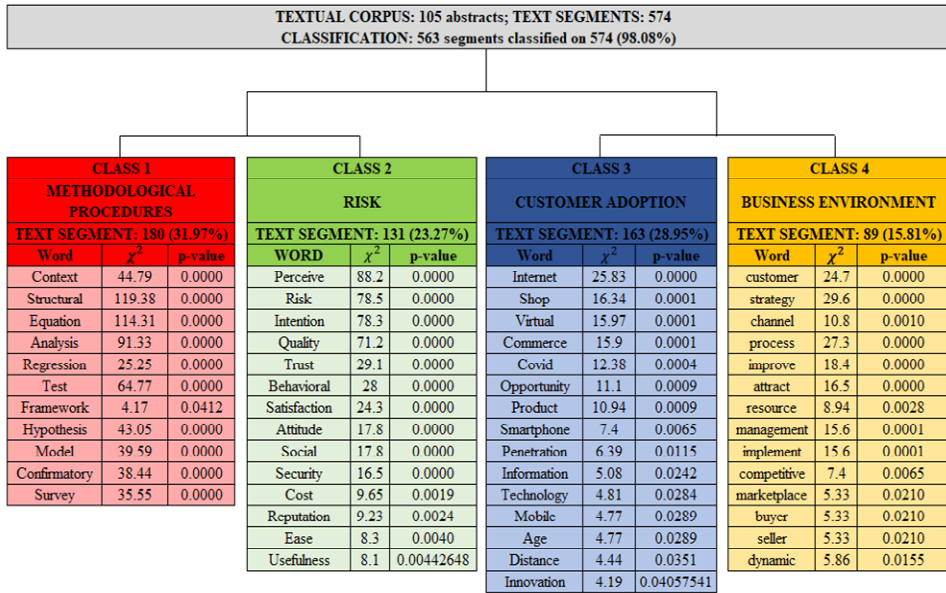 TEXTUAL CORPUS: 105 abstracts; TEXT SEGMENTS: 574
CLASSIFICATION: 563 segments classified on 574 (98.08%)
CLASS 1
METHODOLOGICAL
PROCEDURES
TEXT SEGMENT: 180 (31.97%)
Word χ² p-value
Context 44.79 0.0000
Structural 119.38 0.0000
Equation 114.31 0.0000
Analysis 91.33 0.0000
Regression 25.25 0.0000
Test 64.77 0.0000
Framework 4.17 0.0412
Hypothesis 43.05 0.0000
Model 39.59 0.0000
Confirmatory 38.44 0.0000
Survey 35.55 0.0000
CLASS 2
RISK
TEXT SEGMENT: 131 (23.27%)
WORD χ² p-value
Perceive 88.2 0.0000
Risk 78.5 0.0000
Intention 78.3 0.0000
Quality 71.2 0.0000
Trust 29.1 0.0000
Behavioral 28 0.0000
Satisfaction 24.3 0.0000
Attitude 17.8 0.0000
Social 17.8 0.0000
Security 16.5 0.0000
Cost 9.65 0.0019
Reputation 9.23 0.0024
Ease 8.3 0.0040
Usefulness 8.1 0.00442648
CLASS 3
CUSTOMER ADOPTION
TEXT SEGMENT: 163 (28.95%)
Word χ² p-value
Internet 25.83 0.0000
Shop 16.34 0.0001
Virtual 15.97 0.0001
Commerce 15.9 0.0001
Covid 12.38 0.0004
Opportunity 11.1 0.0009
Product 10.94 0.0009
Smartphone 7.4 0.0065
Penetration 6.39 0.0115
Information 5.08 0.0242
Technology 4.81 0.0284
Mobile 4.77 0.0289
Age 4.77 0.0289
Distance 4.44 0.0351
Innovation 4.19 0.04057541
CLASS 4
BUSINESS ENVIRONMENT
TEXT SEGMENT: 89 (15.81%)
Word χ² p-value
customer 24.7 0.0000
strategy 29.6 0.0000
channel 10.8 0.0010
process 27.3 0.0000
improve 18.4 0.0000
attract 16.5 0.0000
resource 8.94 0.0028
management 15.6 0.0001
implement 15.6 0.0001
competitive 7.4 0.0065
marketplace 5.33 0.0210
buyer 5.33 0.0210
seller 5.33 0.0210
dynamic 5.86 0.0155